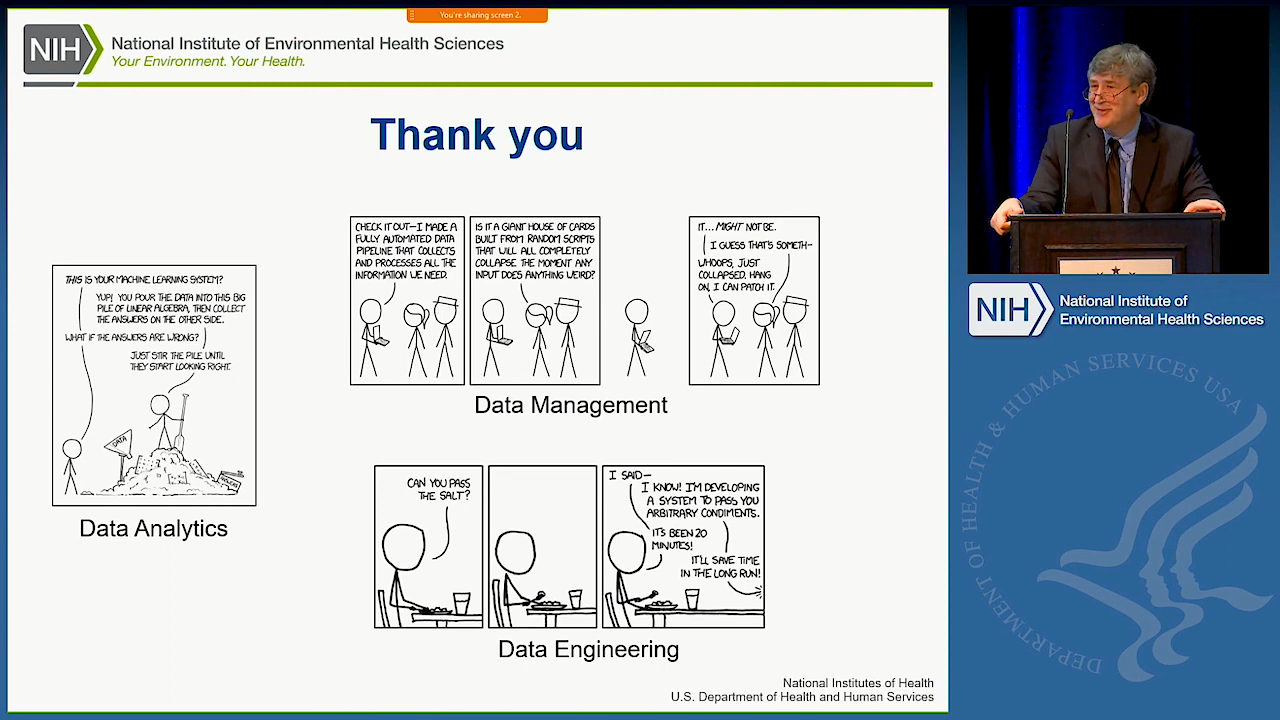 You're sharing screen 2.
NIH
National Institute of Environmental Health Sciences
Your Environment. Your Health.
Thank you
THIS IS YOUR MACHINE LEARNING SYSTEM?
YUP! YOU POUR THE DATA INTO THIS BIG
PILE OF LINEAR ALGEBRA, THEN COLLECT
THE ANSWERS ON THE OTHER SIDE.
WHAT IF THE ANSWERS ARE WRONG?
JUST STIR THE PILE UNTIL
THEY START LOOKING RIGHT.
DATA
Data Analytics
CHECK IT OUT—I MADE A
FULLY AUTOMATED DATA
PIPELINE THAT COLLECTS
AND PROCESSES ALL THE
INFORMATION WE NEED.
IS IT A GIANT HOUSE OF CARDS
BUILT FROM RANDOM SCRIPTS
THAT WILL ALL COMPLETELY
COLLAPSE THE MOMENT ANY
INPUT DOES ANYTHING WEIRD?
IT... MIGHT NOT BE.
I GUESS THAT'S SOMETH—
WHOOPS, JUST
COLLAPSED. HANG
ON, I CAN PATCH IT.
Data Management
CAN YOU PASS
THE SALT?
I SAID—
I KNOW! I'M DEVELOPING
A SYSTEM TO PASS YOU
ARBITRARY CONDIMENTS.
IT'S BEEN 20
MINUTES!
IT'LL SAVE TIME
IN THE LONG RUN!
Data Engineering
National Institutes of Health
U.S. Department of Health and Human Services
NIH
National Institute of
Environmental Health Sciences
DEPARTMENT OF HEALTH & HUMAN SERVICES USA